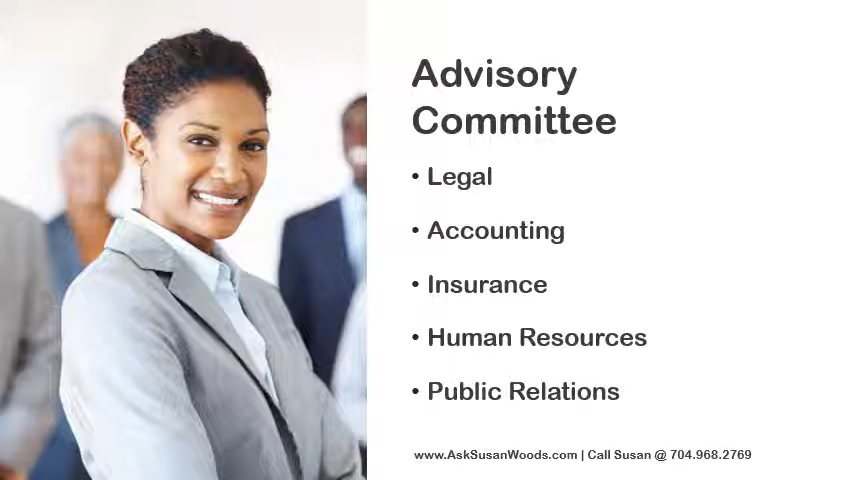 Advisory
Committee
• Legal
• Accounting
• Insurance
• Human Resources
• Public Relations
www.AskSusanWoods.com | Call Susan @ 704.968.2769